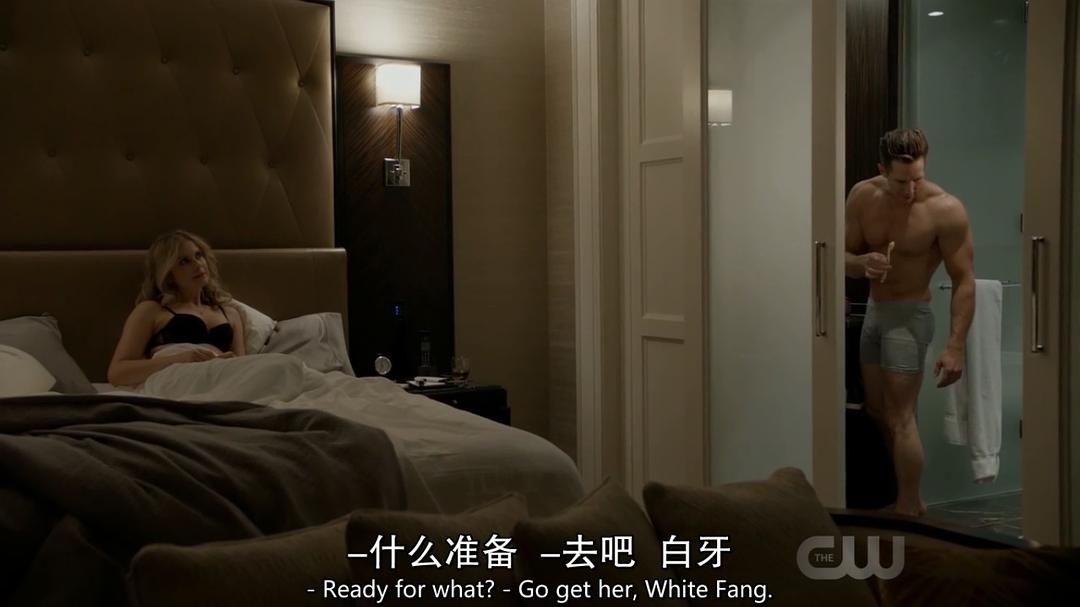 –什么准备 –去吧 白牙
- Ready for what? - Go get her, White Fang.
THE CW